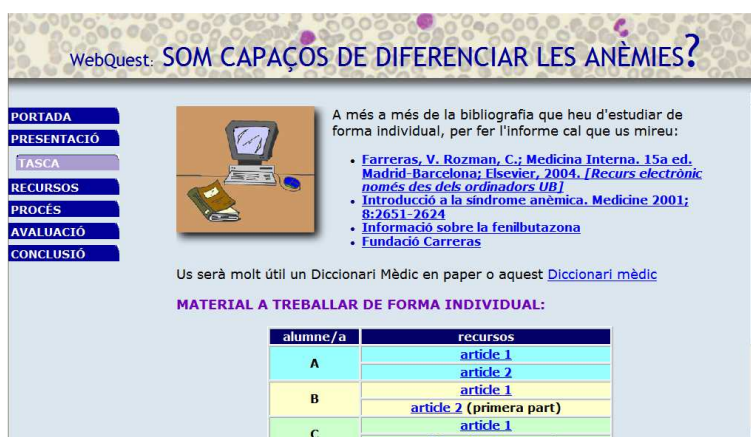 WebQuest: SOM CAPAÇOS DE DIFERENCIAR LES ANÈMIES?
PORTADA
PRESENTACIÓ
TASCA
RECURSOS
PROCÉS
AVALUACIÓ
CONCLUSIÓ
A més a més de la bibliografia que heu d'estudiar de
forma individual, per fer l'informe cal que us mireu:
• Farreras, V. Rozman, C.; Medicina Interna. 15a ed.
Madrid-Barcelona; Elsevier, 2004. [Recurs electrònic
només des dels ordinadors UB]
• Introducció a la síndrome anèmica. Medicine 2001;
8:2651-2624
• Informació sobre la fenilbutazona
• Fundació Carreras
Us serà molt útil un Diccionari Mèdic en paper o aquest Diccionari mèdic
MATERIAL A TREBALLAR DE FORMA INDIVIDUAL:
alumne/a recursos
A
article 1
article 2
B
article 1
article 2 (primera part)
C
article 1